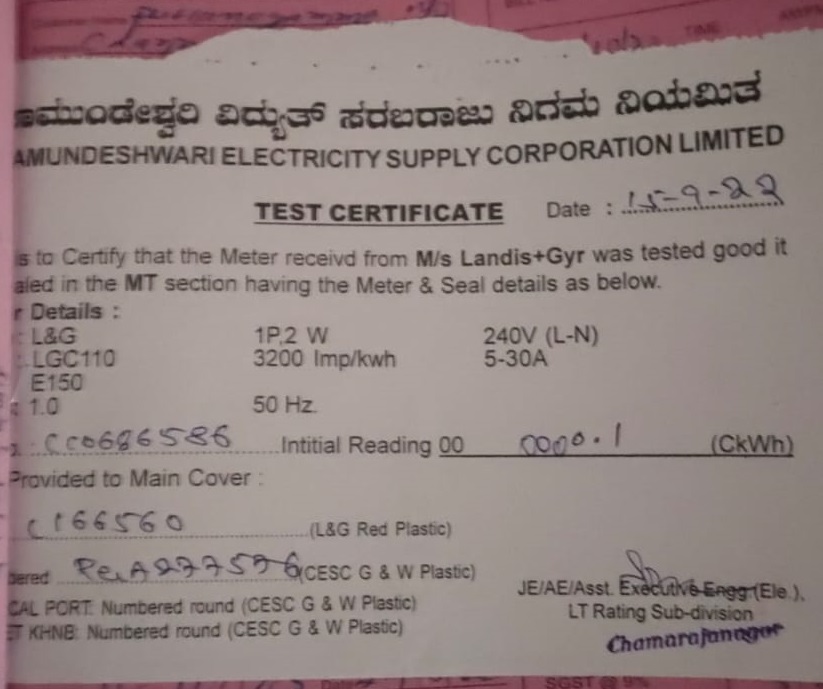 ಾಮುಂಡೇಶ್ವರಿ ವಿದ್ಯುತ್ ಸರಬರಾಜು ನಿಗಮ ನಿಯಮಿತ
AMUNDESHWARI ELECTRICITY SUPPLY CORPORATION LIMITED
TEST CERTIFICATE Date : 15-9-22
is to Certify that the Meter receivd from M/s Landis+Gyr was tested good it
aled in the MT section having the Meter & Seal details as below.
r Details :
: L&G 1P,2 W 240V (L-N)
: LGC110 3200 Imp/kwh 5-30A
E150
1.0 50 Hz.
: CC0686586 Intitial Reading 00 0000.1 (CkWh)
Provided to Main Cover :
C166560 (L&G Red Plastic)
bered (CESC G & W Plastic)
JE/AE/Asst. Executive Engg (Ele.),
CAL PORT: Numbered round (CESC G & W Plastic)
LT Rating Sub-division
ET KHNB: Numbered round (CESC G & W Plastic)
Chamarajanagar
SGST @ 9%